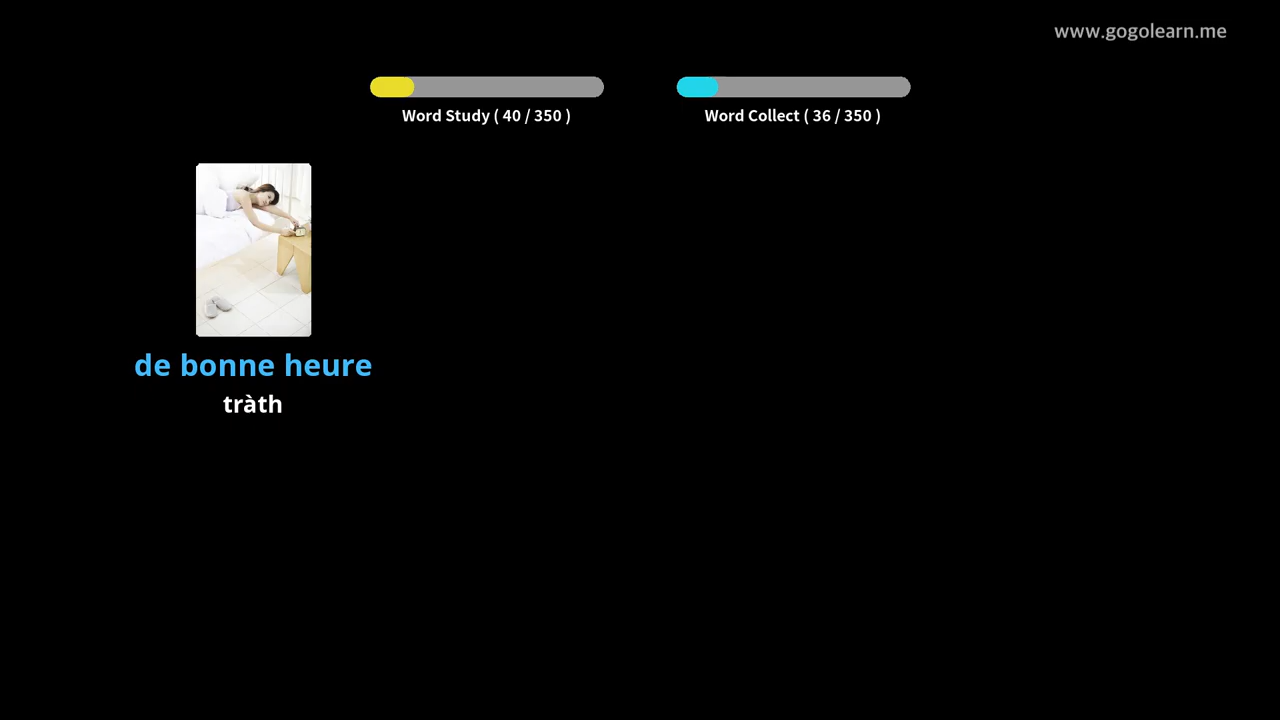 www.gogolearn.me
Word Study ( 40 / 350 )
Word Collect ( 36 / 350 )
de bonne heure
tràth